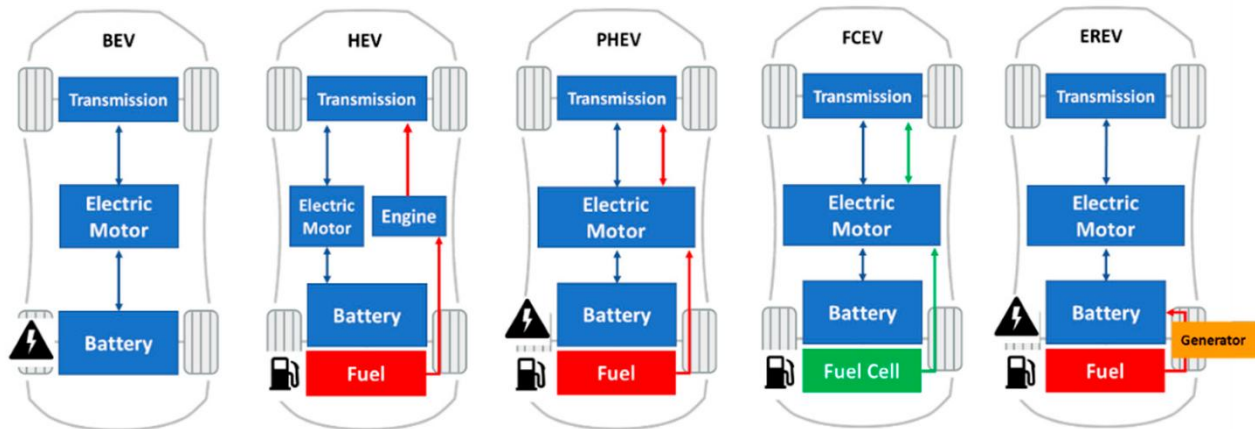 BEV
Transmission
Electric
Motor
Battery
HEV
Transmission
Electric
Motor
Engine
Battery
Fuel
PHEV
Transmission
Electric
Motor
Battery
Fuel
FCEV
Transmission
Electric
Motor
Battery
Fuel Cell
EREV
Transmission
Electric
Motor
Battery
Generator
Fuel